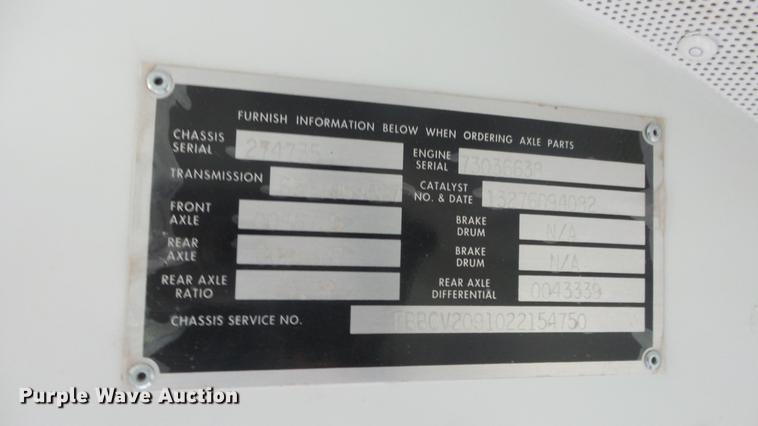 FURNISH INFORMATION BELOW WHEN ORDERING AXLE PARTS
CHASSIS SERIAL
ENGINE SERIAL 73036638
TRANSMISSION
CATALYST NO. & DATE 13276094092
FRONT AXLE
BRAKE DRUM N/A
REAR AXLE
BRAKE DRUM N/A
REAR AXLE RATIO
REAR AXLE DIFFERENTIAL 0043339
CHASSIS SERVICE NO.
Purple Wave Auction